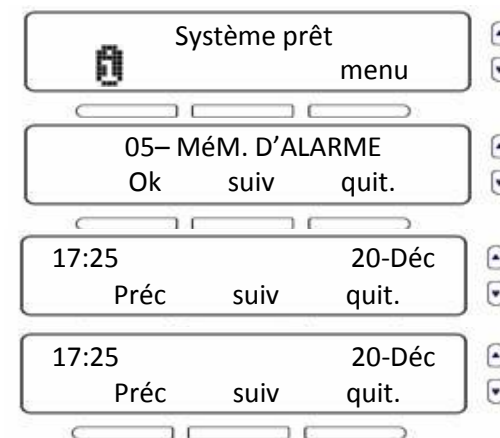 Système prêt
menu
05– MéM. D'ALARME
Ok suiv quit.
17:25 20-Déc
Préc suiv quit.
17:25 20-Déc
Préc suiv quit.